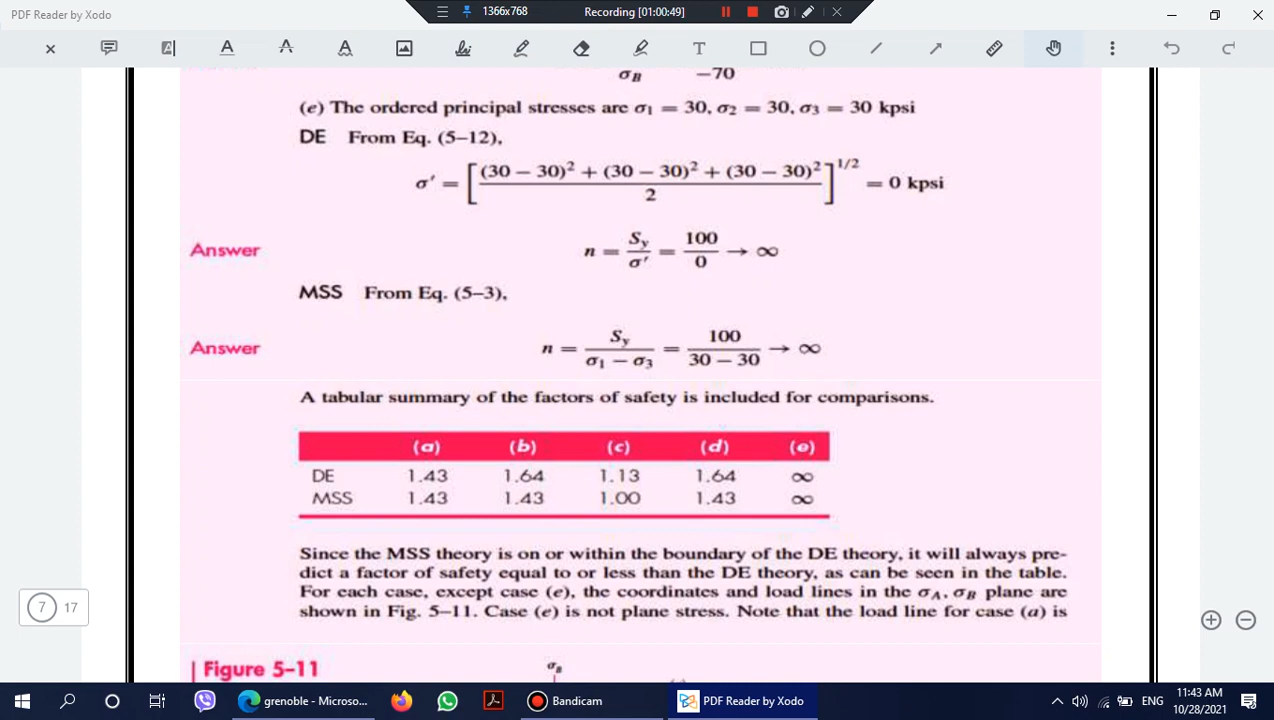 PDF Reader by Xodo
1366x768 Recording [01:00:49]
T
σB −70
(e) The ordered principal stresses are σ1 = 30, σ2 = 30, σ3 = 30 kpsi
DE From Eq. (5–12),
σ′ = [ (30 − 30)² + (30 − 30)² + (30 − 30)² / 2 ]^1/2 = 0 kpsi
Answer n = Sy / σ′ = 100 / 0 → ∞
MSS From Eq. (5–3),
Answer n = Sy / σ1 − σ3 = 100 / 30 − 30 → ∞
A tabular summary of the factors of safety is included for comparisons.
(a) (b) (c) (d) (e)
DE 1.43 1.64 1.13 1.64 ∞
MSS 1.43 1.43 1.00 1.43 ∞
Since the MSS theory is on or within the boundary of the DE theory, it will always pre-
dict a factor of safety equal to or less than the DE theory, as can be seen in the table.
For each case, except case (e), the coordinates and load lines in the σA, σB plane are
shown in Fig. 5–11. Case (e) is not plane stress. Note that the load line for case (a) is
7 17
Figure 5–11
σB
grenoble - Microso... Bandicam PDF Reader by Xodo ENG 11:43 AM
10/28/2021